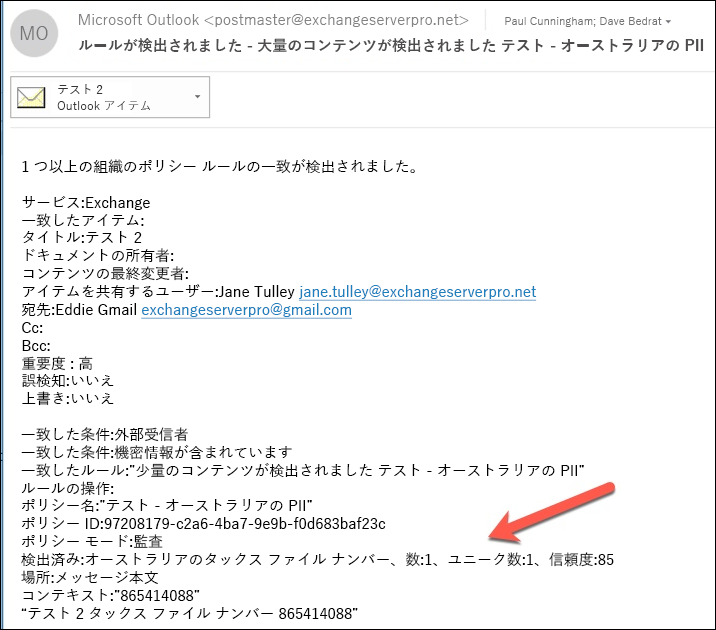 MO
Microsoft Outlook <postmaster@exchangeserverpro.net>
Paul Cunningham; Dave Bedrat
ルールが検出されました - 大量のコンテンツが検出されました テスト - オーストラリアの PII
テスト 2
Outlook アイテム
1 つ以上の組織のポリシー ルールの一致が検出されました。
サービス:Exchange
一致したアイテム:
タイトル:テスト 2
ドキュメントの所有者:
コンテンツの最終変更者:
アイテムを共有するユーザー:Jane Tulley jane.tulley@exchangeserverpro.net
宛先:Eddie Gmail exchangeserverpro@gmail.com
Cc:
Bcc:
重要度 : 高
誤検知:いいえ
上書き:いいえ
一致した条件:外部受信者
一致した条件:機密情報が含まれています
一致したルール:"少量のコンテンツが検出されました テスト - オーストラリアの PII"
ルールの操作:
ポリシー名:"テスト - オーストラリアの PII"
ポリシー ID:97208179-c2a6-4ba7-9e9b-f0d683baf23c
ポリシー モード:監査
検出済み:オーストラリアのタックス ファイル ナンバー、数:1、ユニーク数:1、信頼度:85
場所:メッセージ本文
コンテキスト:"865414088"
“テスト 2 タックス ファイル ナンバー 865414088”